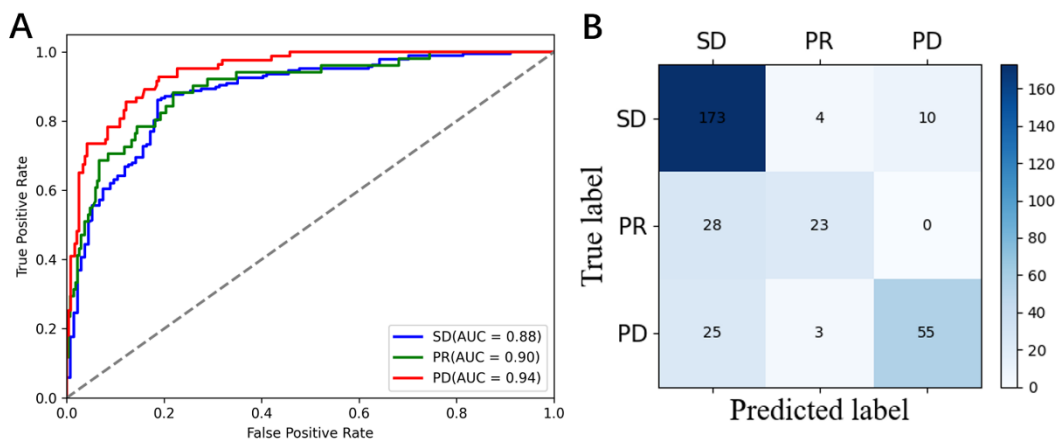 A
1.0
0.8
0.6
0.4
0.2
0.0
True Positive Rate
0.0 0.2 0.4 0.6 0.8 1.0
False Positive Rate
SD(AUC = 0.88)
PR(AUC = 0.90)
PD(AUC = 0.94)
B
SD PR PD
SD 173 4 10
PR 28 23 0
PD 25 3 55
True label
Predicted label
160
140
120
100
80
60
40
20
0